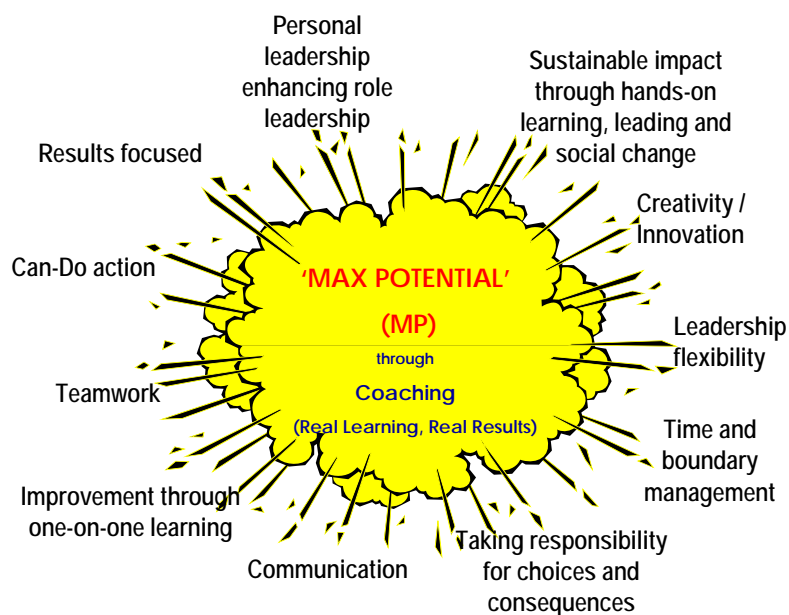 Personal
leadership
enhancing role
leadership
Sustainable impact
through hands-on
learning, leading and
social change
Results focused
Creativity /
Innovation
Can-Do action
‘MAX POTENTIAL’
(MP)
through
Coaching
(Real Learning, Real Results)
Leadership
flexibility
Teamwork
Time and
boundary
management
Improvement through
one-on-one learning
Communication
Taking responsibility
for choices and
consequences